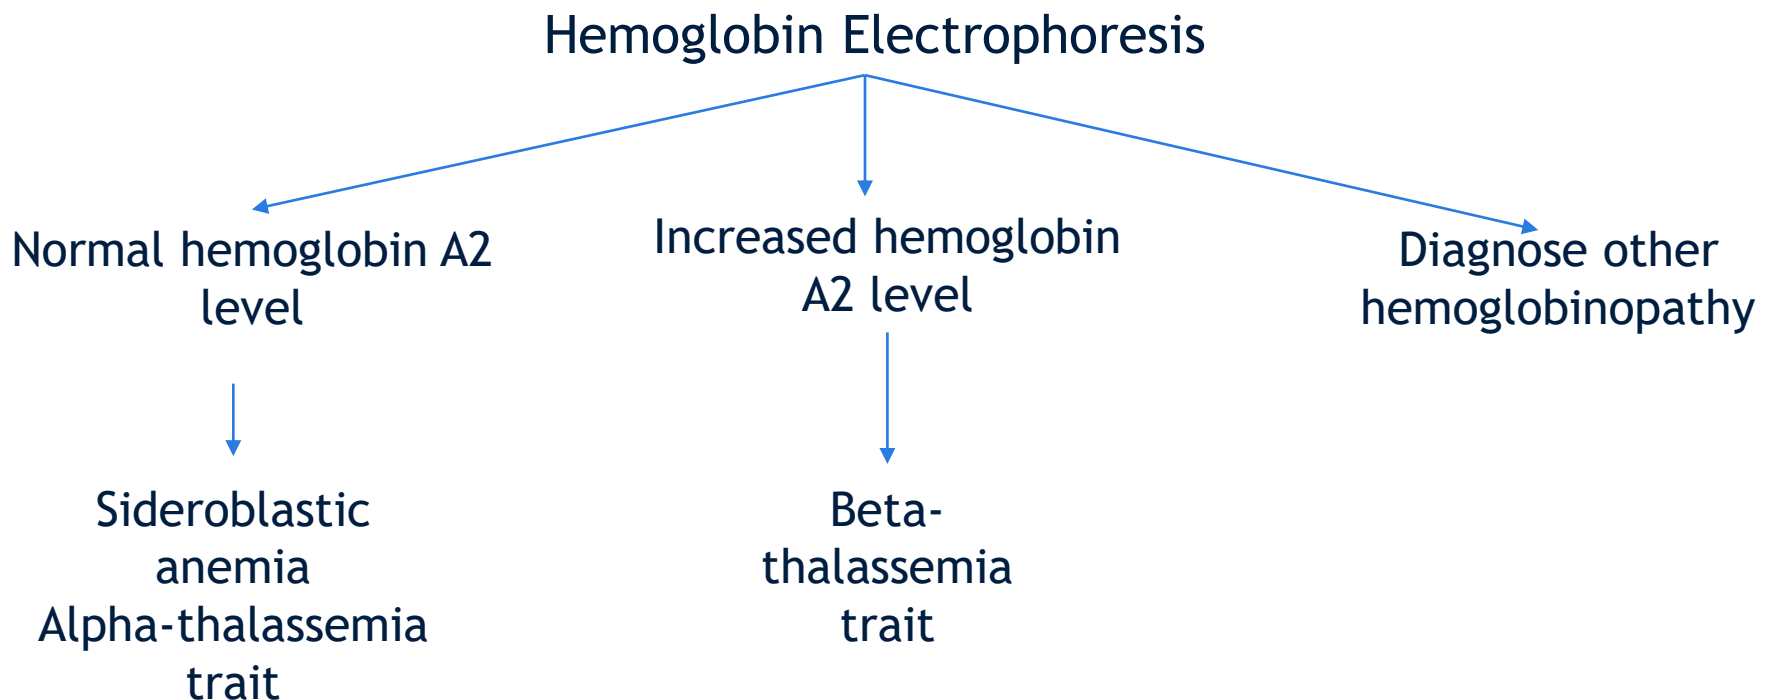 Hemoglobin Electrophoresis
Normal hemoglobin A2
level
Increased hemoglobin
A2 level
Diagnose other
hemoglobinopathy
Sideroblastic
anemia
Alpha-thalassemia
trait
Beta-
thalassemia
trait